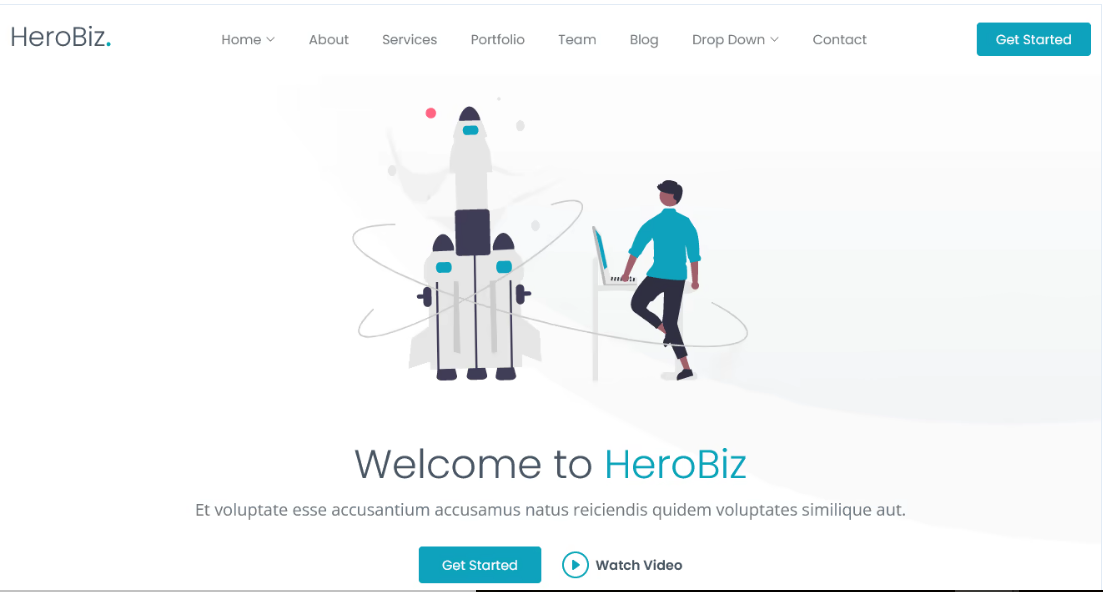 HeroBiz.
Home About Services Portfolio Team Blog Drop Down Contact
Get Started
Welcome to HeroBiz
Et voluptate esse accusantium accusamus natus reiciendis quidem voluptates similique aut.
Get Started Watch Video